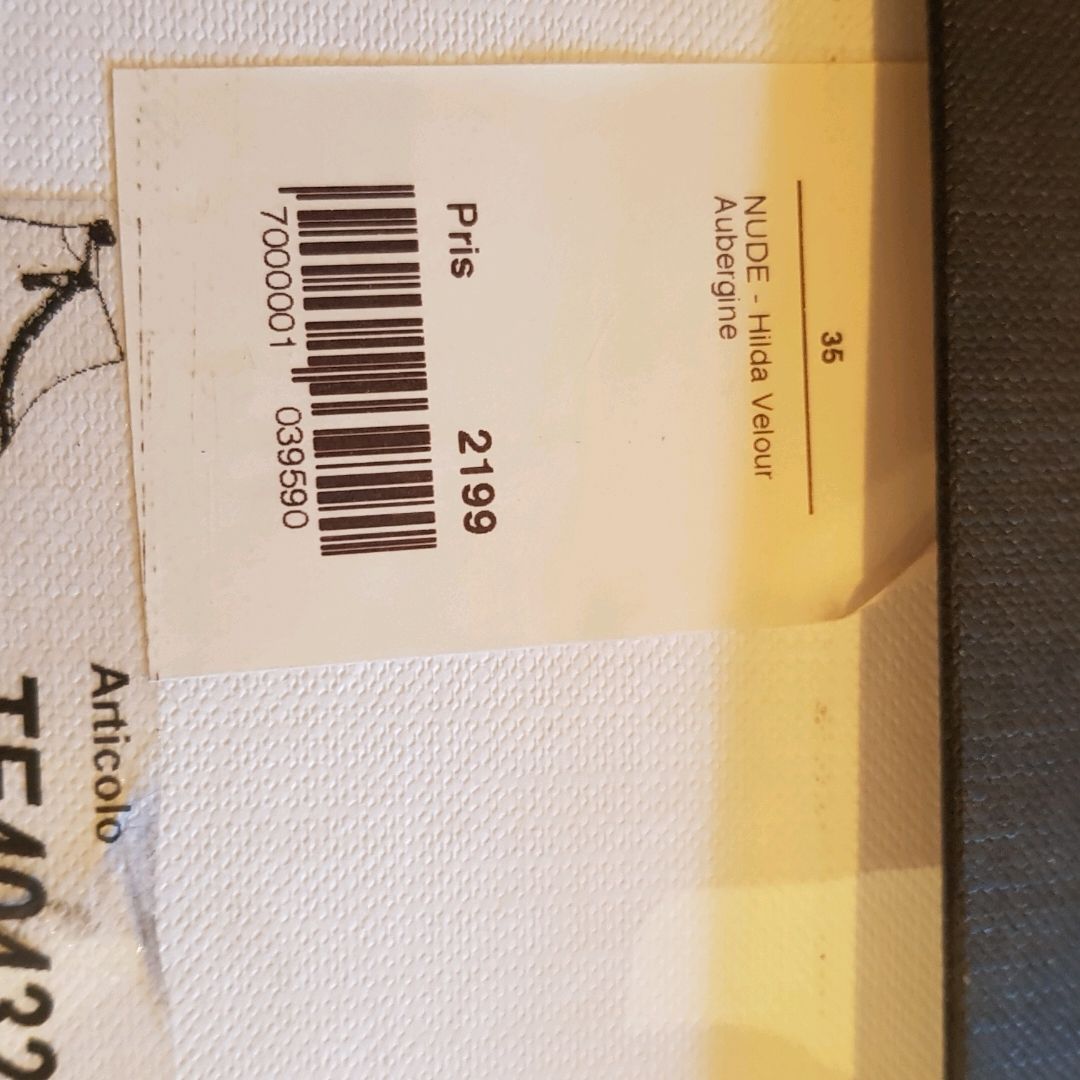 35
NUDE - Hilda Velour
Aubergine
Pris 2199
7000001 039590
Articolo